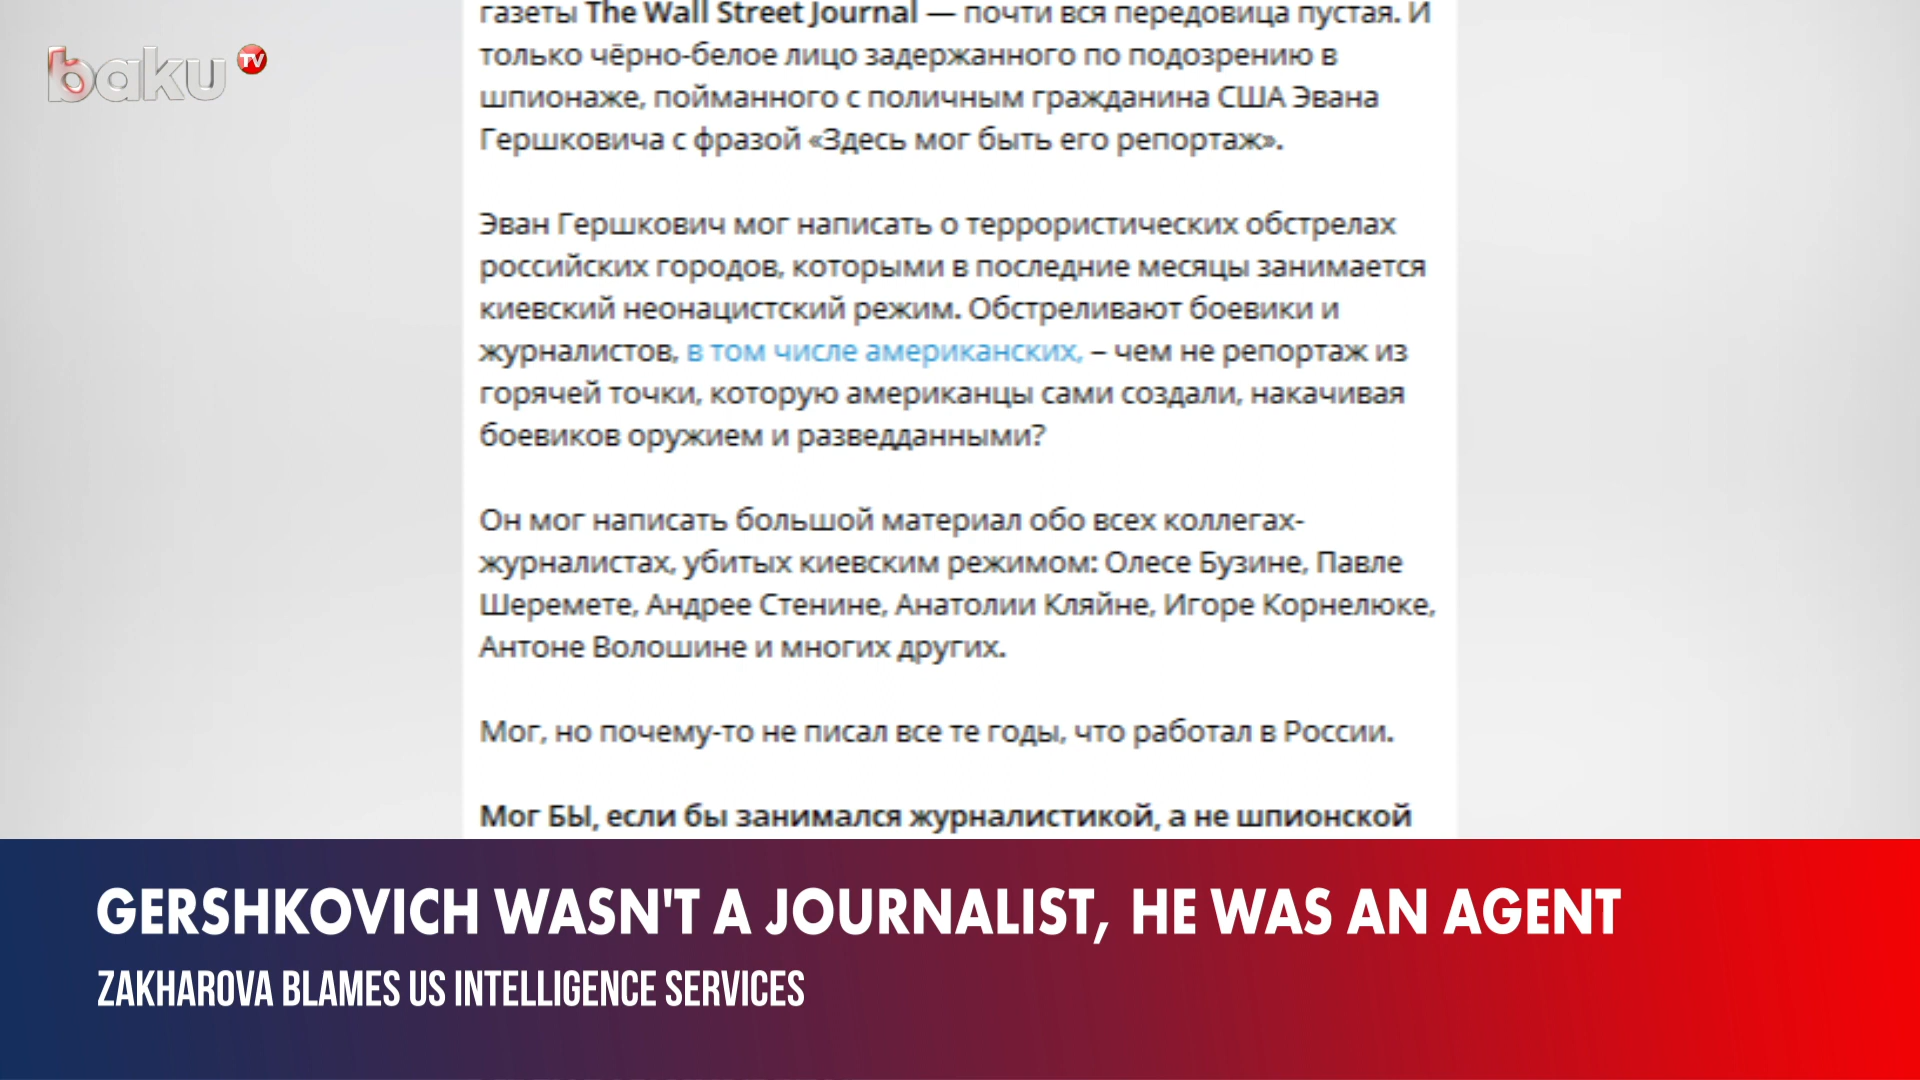 baku TV
газеты The Wall Street Journal — почти вся передовица пустая. И
только чёрно-белое лицо задержанного по подозрению в
шпионаже, пойманного с поличным гражданина США Эвана
Гершковича с фразой «Здесь мог быть его репортаж».
Эван Гершкович мог написать о террористических обстрелах
российских городов, которыми в последние месяцы занимается
киевский неонацистский режим. Обстреливают боевики и
журналистов, в том числе американских, – чем не репортаж из
горячей точки, которую американцы сами создали, накачивая
боевиков оружием и разведданными?
Он мог написать большой материал обо всех коллегах-
журналистах, убитых киевским режимом: Олесе Бузине, Павле
Шеремете, Андрее Стенине, Анатолии Кляйне, Игоре Корнелюке,
Антоне Волошине и многих других.
Мог, но почему-то не писал все те годы, что работал в России.
Мог БЫ, если бы занимался журналистикой, а не шпионской
GERSHKOVICH WASN'T A JOURNALIST, HE WAS AN AGENT
ZAKHAROVA BLAMES US INTELLIGENCE SERVICES